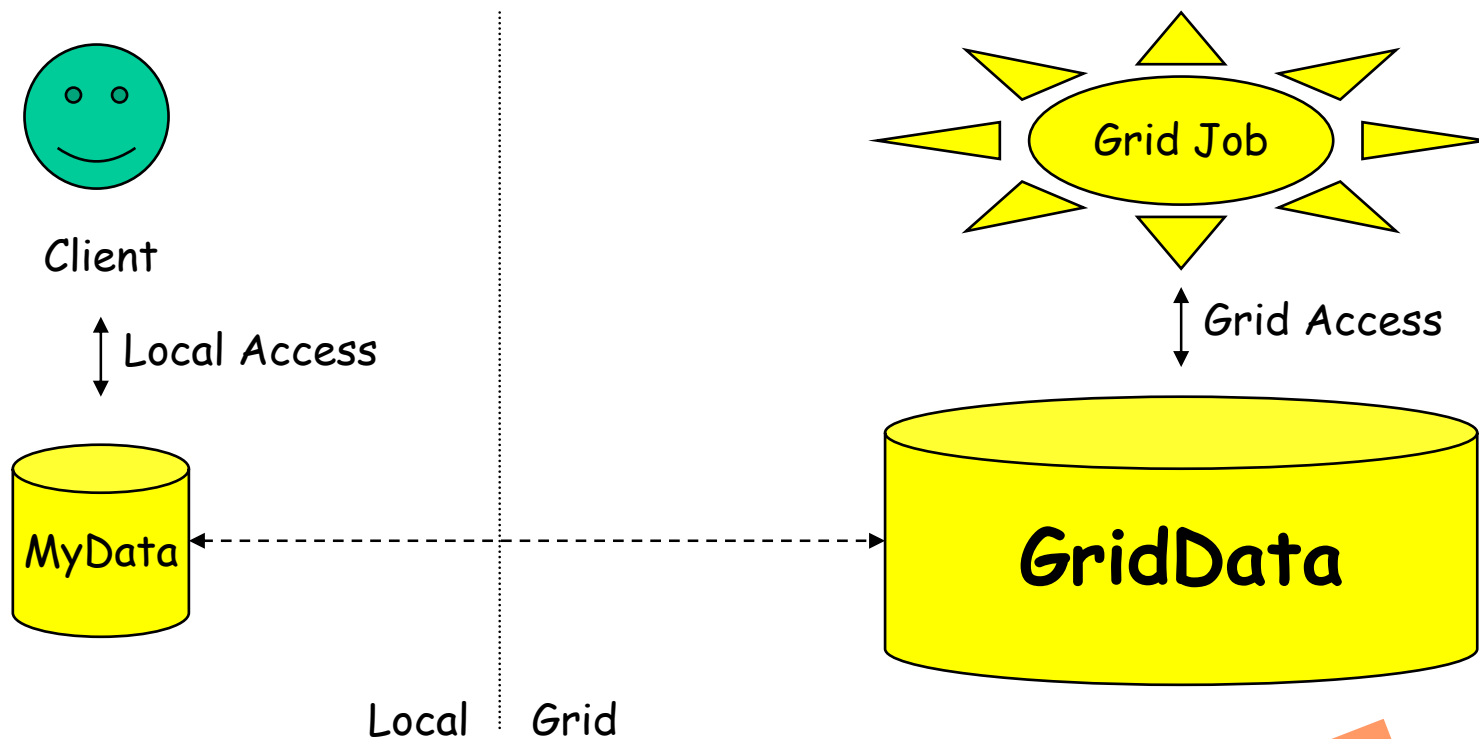 Grid Job
Client
Grid Access
Local Access
MyData
GridData
Local
Grid